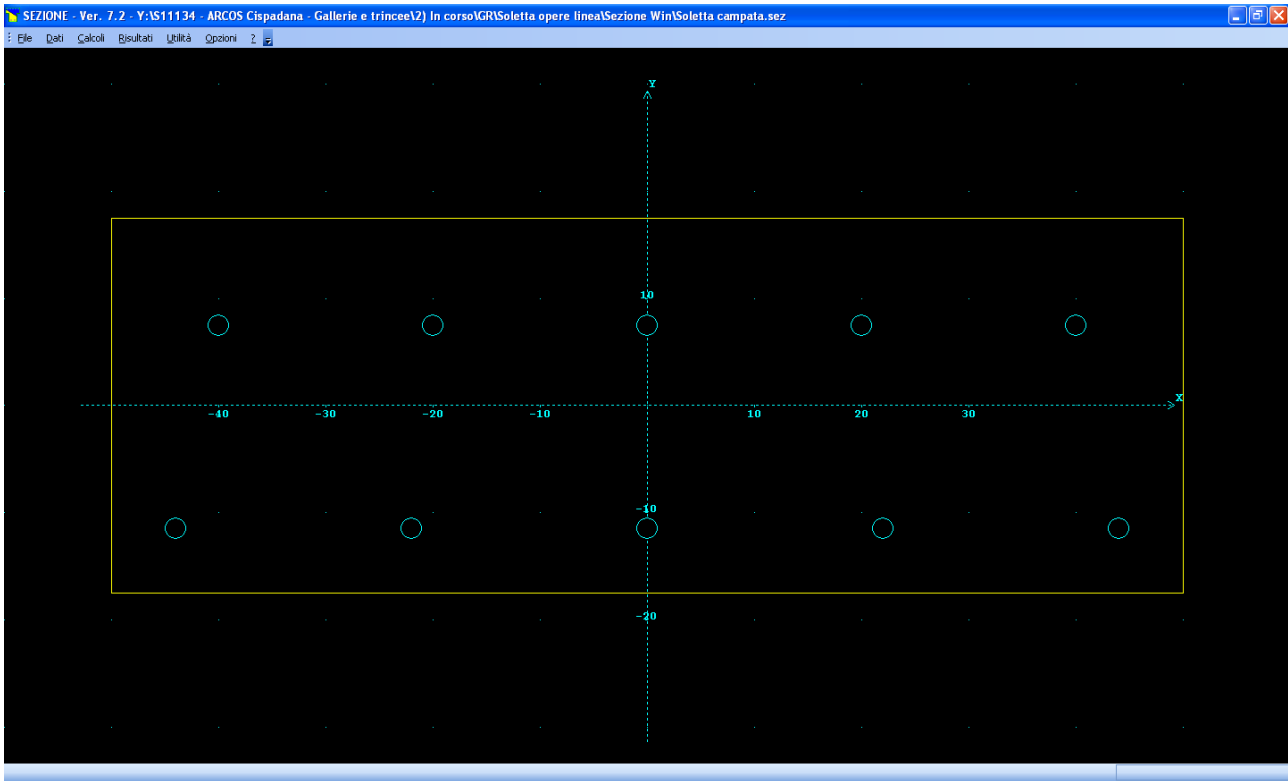 SEZIONE - Ver. 7.2 - Y:\S11134 - ARCOS Cispadana - Gallerie e trincee\2) In corso\GR\Soletta opere linea\Sezione Win\Soletta campata.sez
File Dati Calcoli Risultati Utilità Opzioni ?
Y
10
X
-40 -30 -20 -10 10 20 30
-10
-20